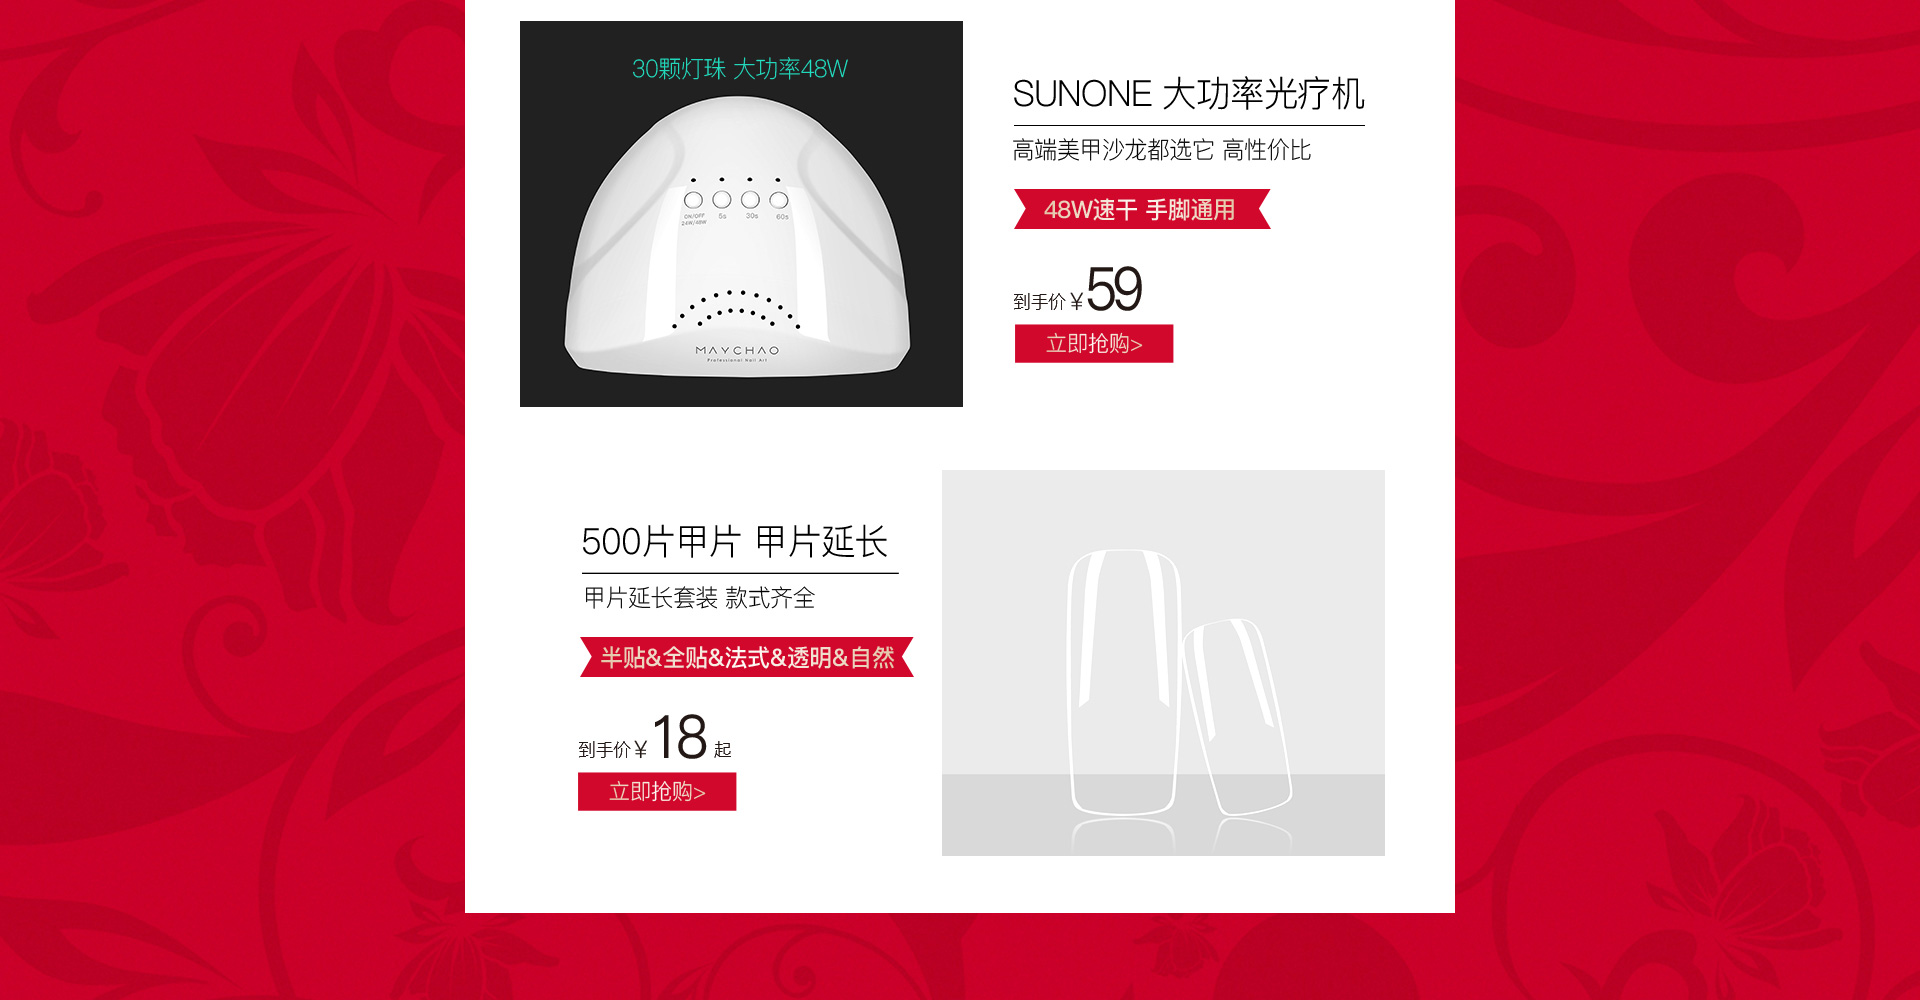 30颗灯珠 大功率48W
ON/OFF
24W/48W
5s
30s
60s
MAYCHAO
Professional Nail Art
SUNONE 大功率光疗机
高端美甲沙龙都选它 高性价比
48W速干 手脚通用
到手价¥59
立即抢购>
500片甲片 甲片延长
甲片延长套装 款式齐全
半贴&全贴&法式&透明&自然
到手价¥18起
立即抢购>